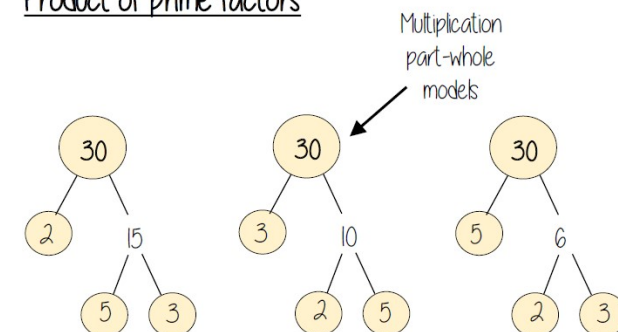 Product of prime factors
Multiplication
part-whole
models
30 30 30
2 15 3 10 5 6
5 3 2 5 2 3